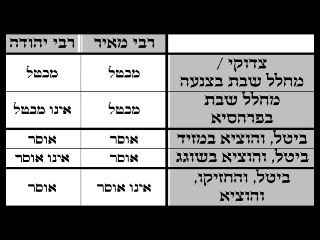 רבי מאיר רבי יהודה
צדוקי /
מחלל שבת בצנעה מבטל מבטל
מחלל שבת
בפרהסיא מבטל אינו מבטל
ביטל, והוציא במזיד אוסר אוסר
ביטל, והוציא בשוגג אוסר אינו אוסר
ביטל, והחזיקו,
והוציא אינו אוסר אוסר